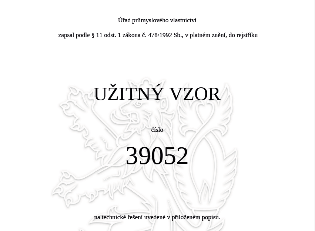 Úřad průmyslového vlastnictví
zapsal podle § 11 odst. 1 zákona č. 478/1992 Sb., v platném znění, do rejstříku
UŽITNÝ VZOR
číslo
39052
na technické řešení uvedené v přiloženém popisu.